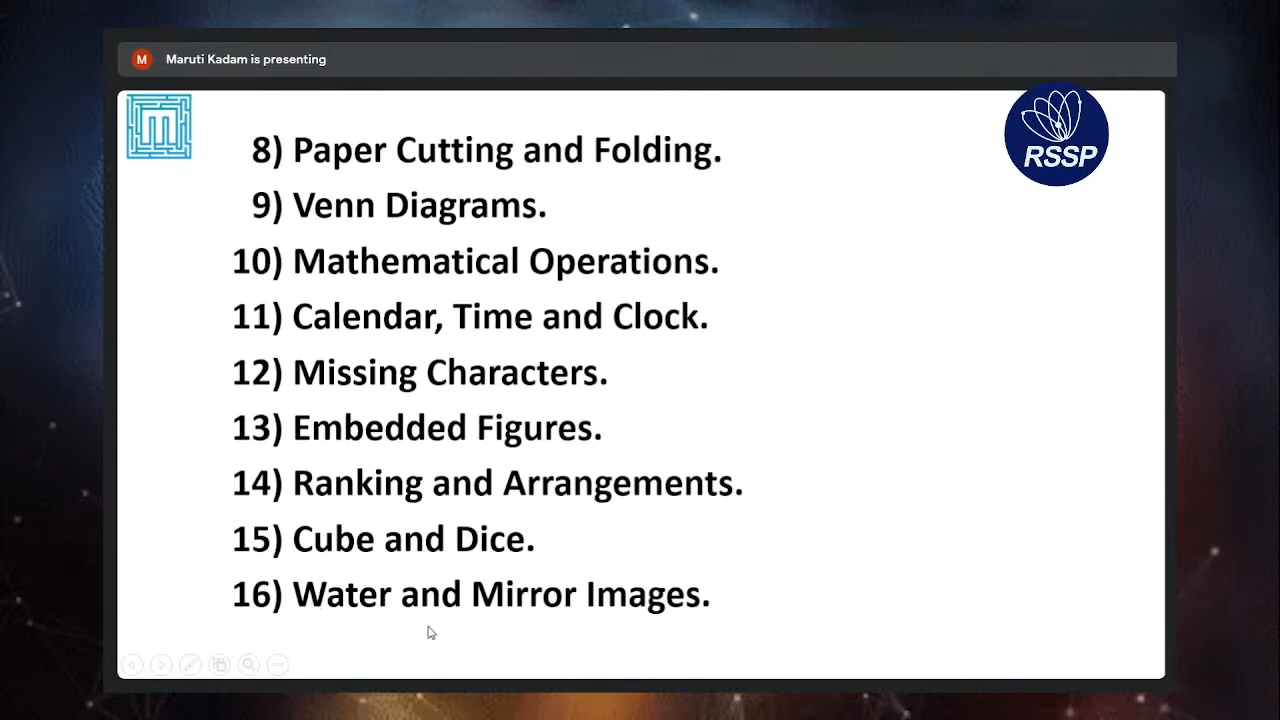 M Maruti Kadam is presenting
RSSP
8) Paper Cutting and Folding.
9) Venn Diagrams.
10) Mathematical Operations.
11) Calendar, Time and Clock.
12) Missing Characters.
13) Embedded Figures.
14) Ranking and Arrangements.
15) Cube and Dice.
16) Water and Mirror Images.